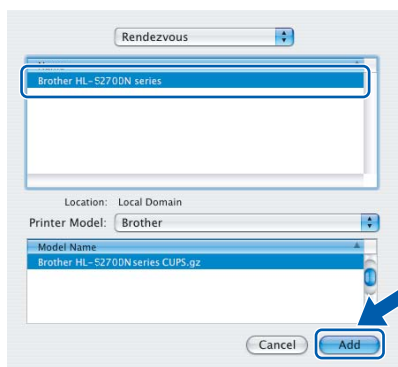 Rendezvous
Name
Brother HL-5270DN series
Location: Local Domain
Printer Model: Brother
Model Name
Brother HL-5270DN series CUPS.gz
Cancel Add